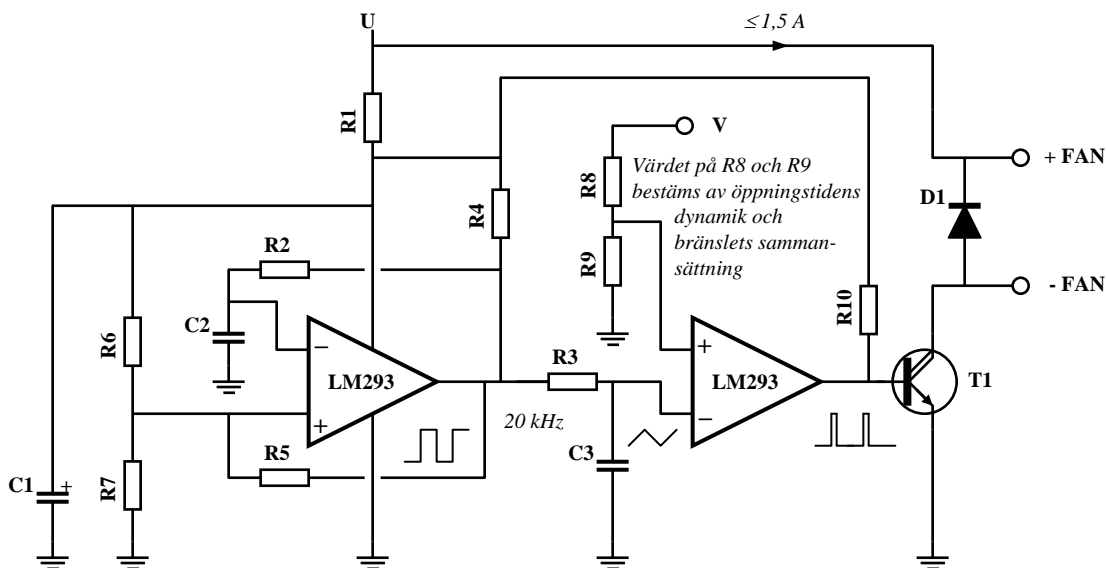 U
≤1,5 A
R1
V
R8
Värdet på R8 och R9
bestäms av öppningstidens
dynamik och
bränslets samman-
sättning
+ FAN
D1
R4
R2
R9
- FAN
R10
C2
R6
−
LM293
+
R3
+
LM293
−
T1
20 kHz
R5
C3
C1
+
R7